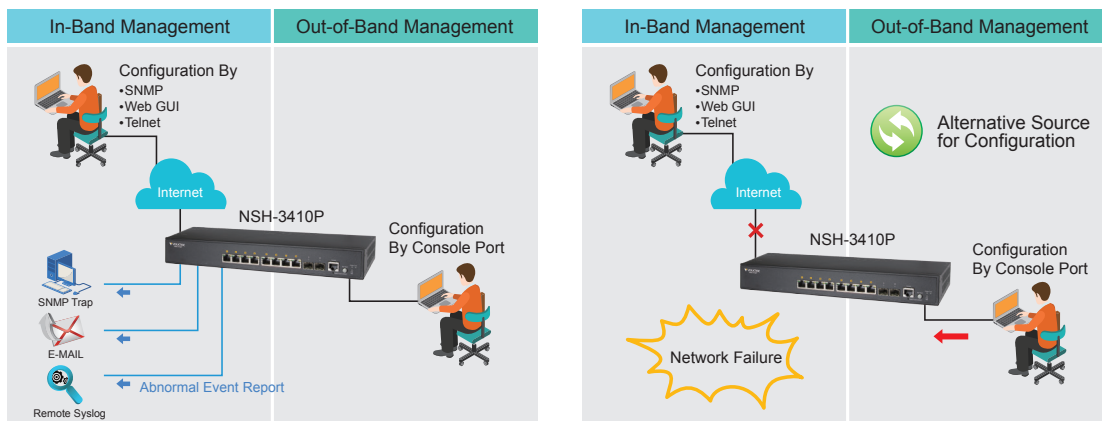 In-Band Management
Out-of-Band Management
Configuration By
•SNMP
•Web GUI
•Telnet
Internet
NSH-3410P
Configuration
By Console Port
SNMP Trap
E-MAIL
Abnormal Event Report
Remote Syslog
In-Band Management
Out-of-Band Management
Configuration By
•SNMP
•Web GUI
•Telnet
Alternative Source
for Configuration
Internet
NSH-3410P
Configuration
By Console Port
Network Failure